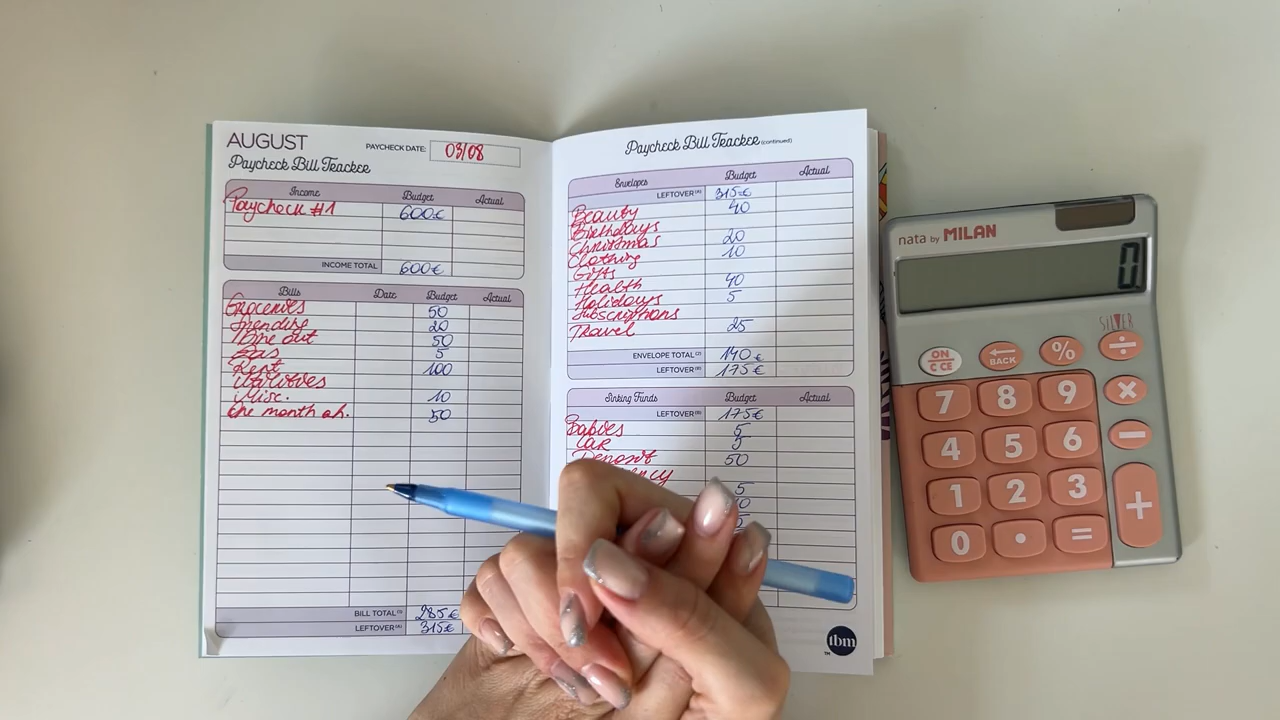 AUGUST
PAYCHECK DATE: 03/08
Paycheck Bill Tracker
Income Budget Actual
Paycheck #1 600€
INCOME TOTAL 600€
Bills Date Budget Actual
Groceries 50
Spending 20
Dine out 50
Gas 5
Rent 100
Misc. 10
One month ah. 50
BILL TOTAL (1) 285€
LEFTOVER (A) 315€
Paycheck Bill Tracker (continued)
Envelopes Budget Actual
LEFTOVER (A) 315€
Beauty 40
Birthdays
Christmas 20
Clothing 10
Gifts
Health 40
Holidays 5
Subscriptions
Travel 25
ENVELOPE TOTAL (2) 140€
LEFTOVER (B) 175€
Sinking Funds Budget Actual
LEFTOVER (B) 175€
Babies 5
Car 5
Deposit 50
5
tbm
TM
nata by MILAN
0
SILVER
ON/C CE
BACK
%
÷
7 8 9 ×
4 5 6 −
1 2 3 +
0 • =